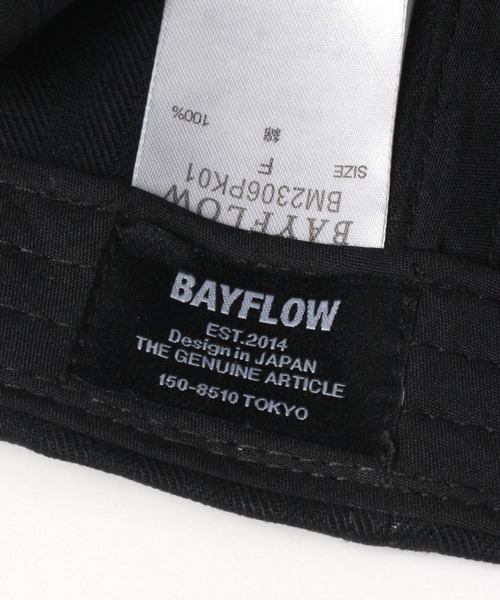 BAYFLOW
BM2306PK01
SIZE F
綿 100%
BAYFLOW
EST.2014
Design in JAPAN
THE GENUINE ARTICLE
150-8510 TOKYO